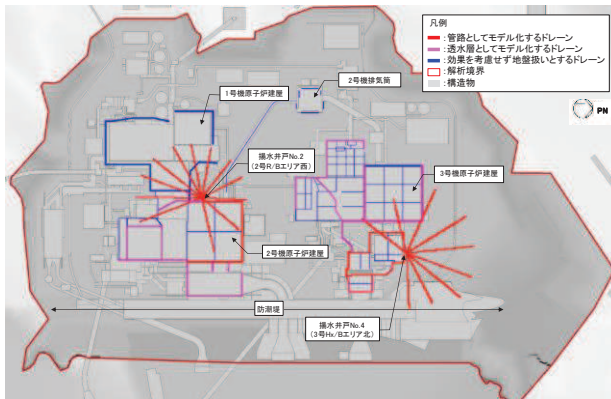 凡例
:管路としてモデル化するドレーン
:透水層としてモデル化するドレーン
:効果を考慮せず地盤扱いとするドレーン
:解析境界
:構造物
PN
2号機排気筒
1号機原子炉建屋
揚水井戸No.2
(2号R/Bエリア西)
3号機原子炉建屋
2号機原子炉建屋
防潮堤
揚水井戸No.4
(3号Hx/Bエリア北)